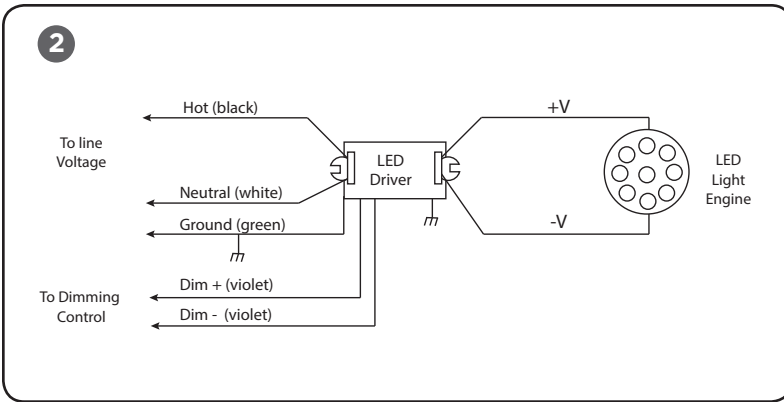 2
Hot (black)
To line
Voltage
Neutral (white)
Ground (green)
Dim + (violet)
To Dimming
Control
Dim - (violet)
LED
Driver
+V
-V
LED
Light
Engine